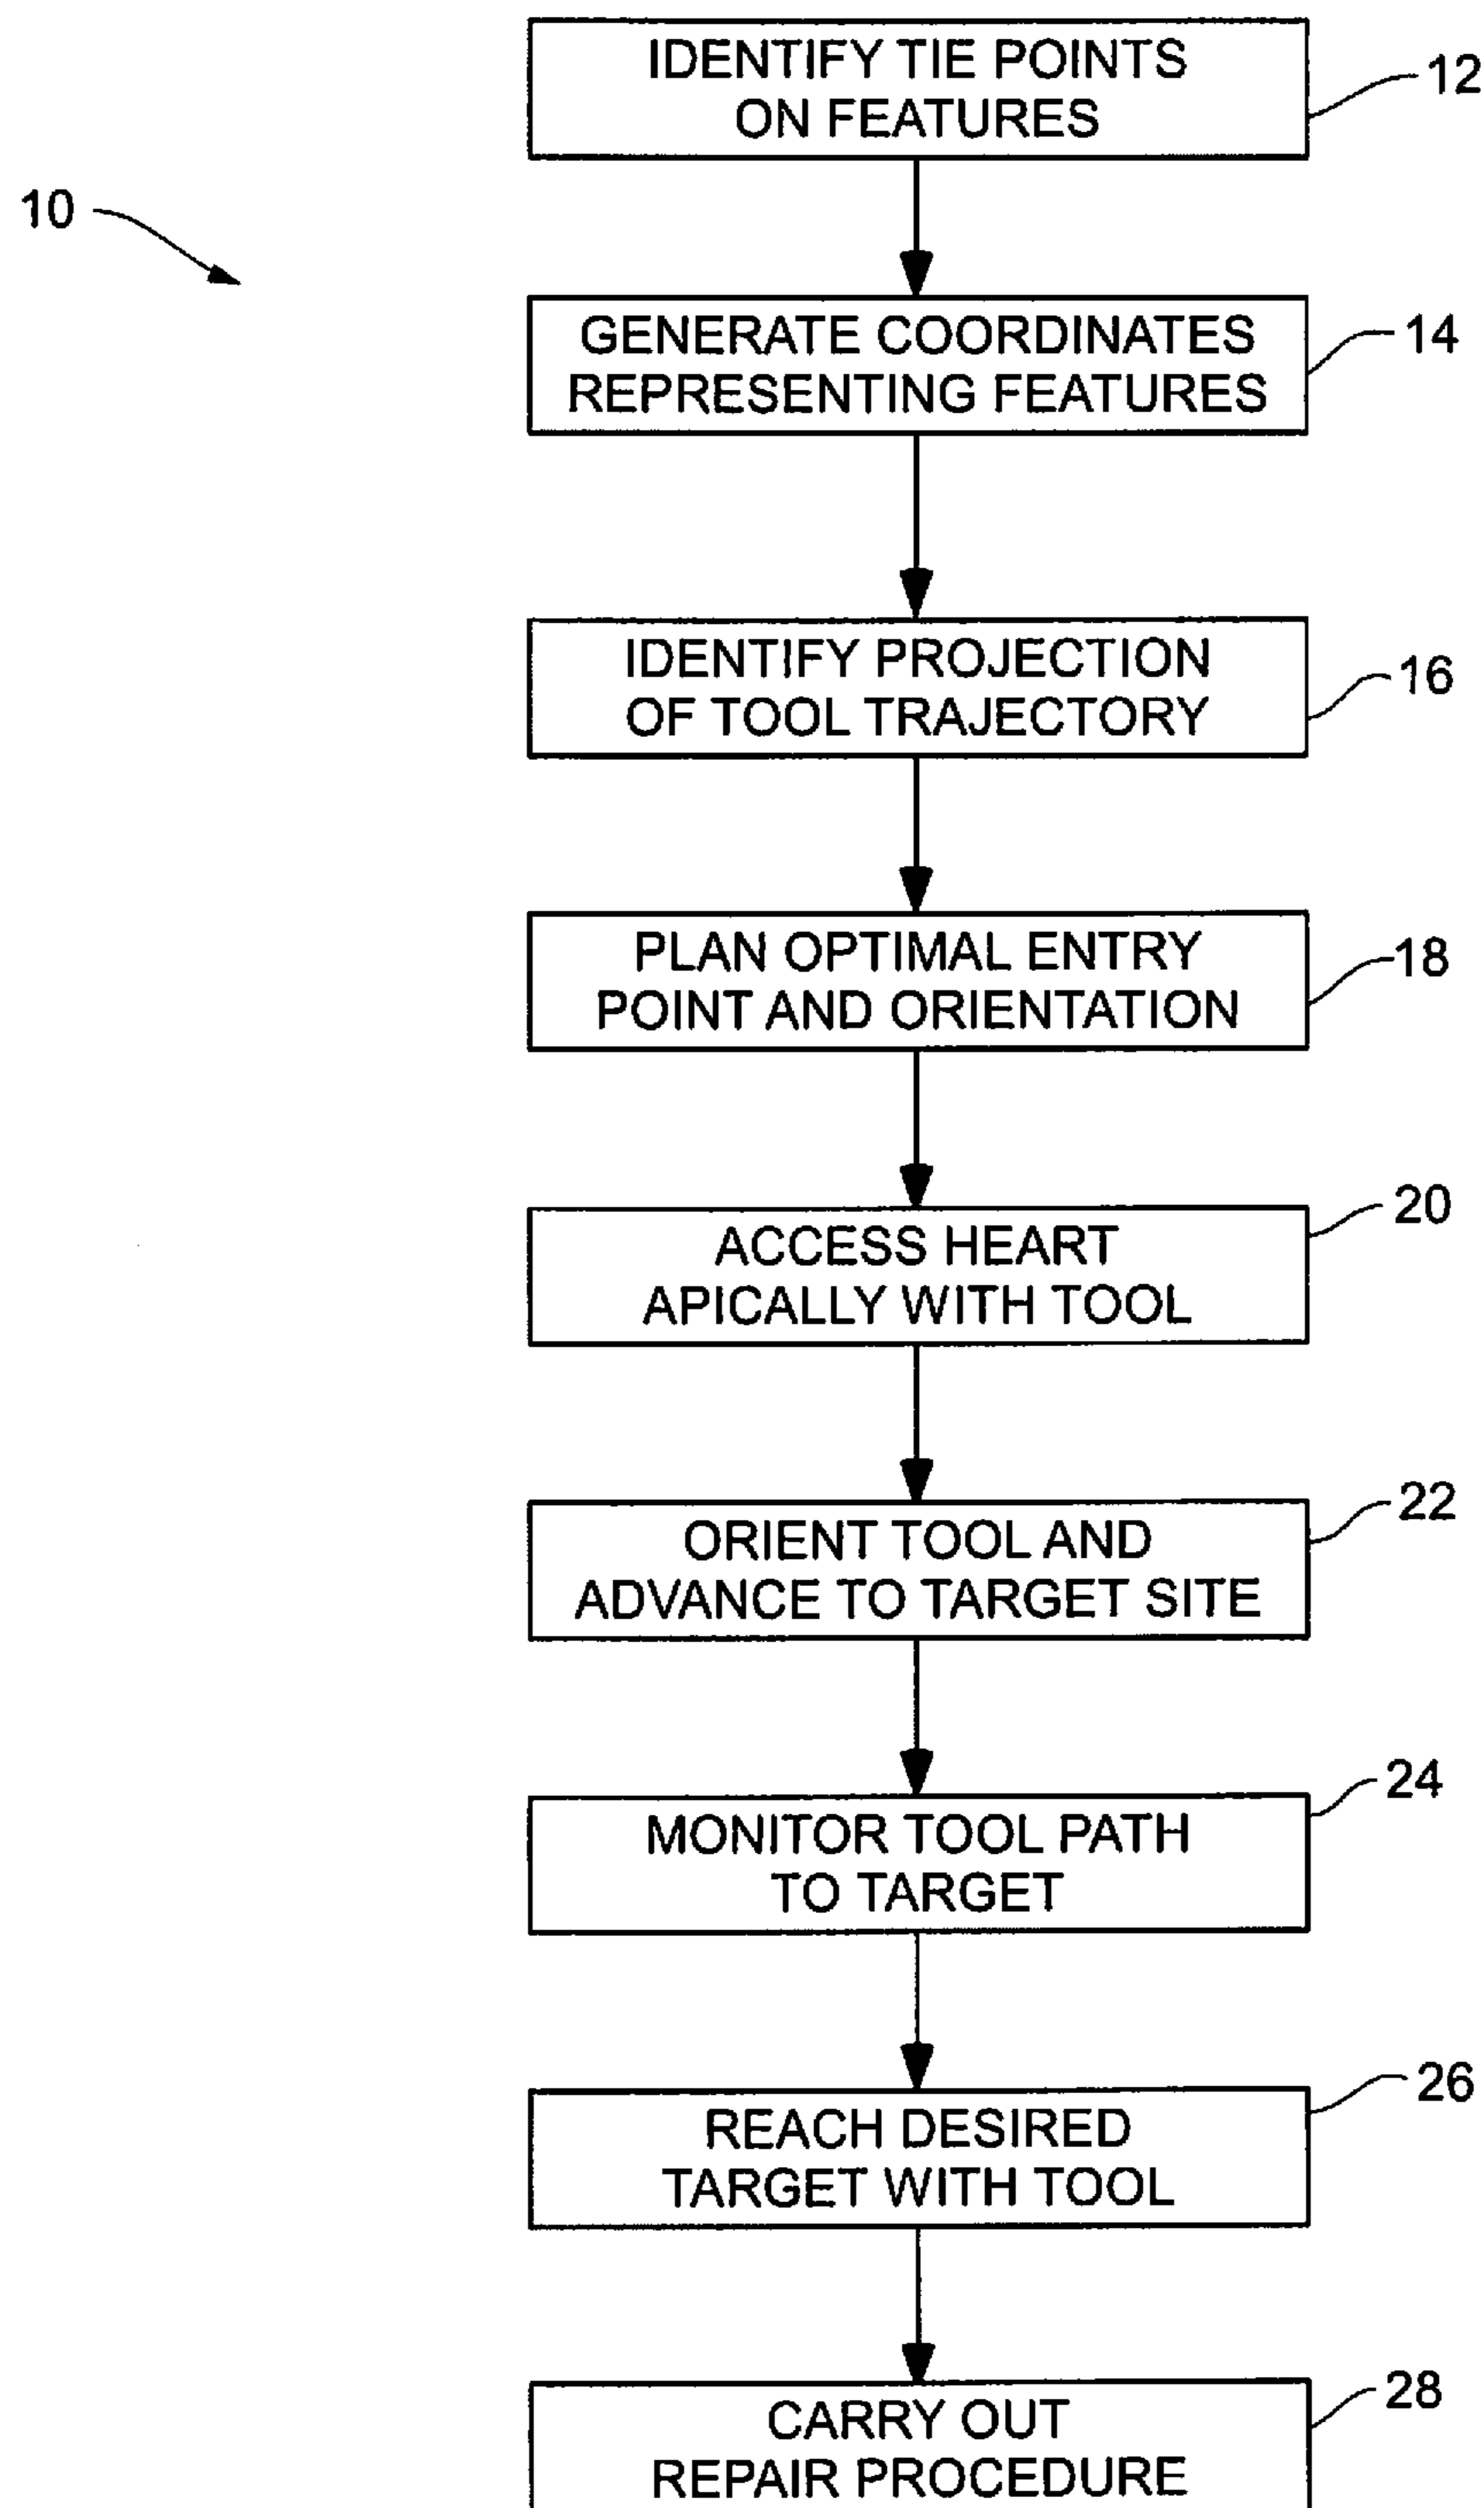 IDENTIFY TIE POINTS
ON FEATURES
12
10
GENERATE COORDINATES
REPRESENTING FEATURES
14
IDENTIFY PROJECTION
OF TOOL TRAJECTORY
16
PLAN OPTIMAL ENTRY
POINT AND ORIENTATION
18
ACCESS HEART
APICALLY WITH TOOL
20
ORIENT TOOL AND
ADVANCE TO TARGET SITE
22
MONITOR TOOL PATH
TO TARGET
24
REACH DESIRED
TARGET WITH TOOL
26
CARRY OUT
REPAIR PROCEDURE
28